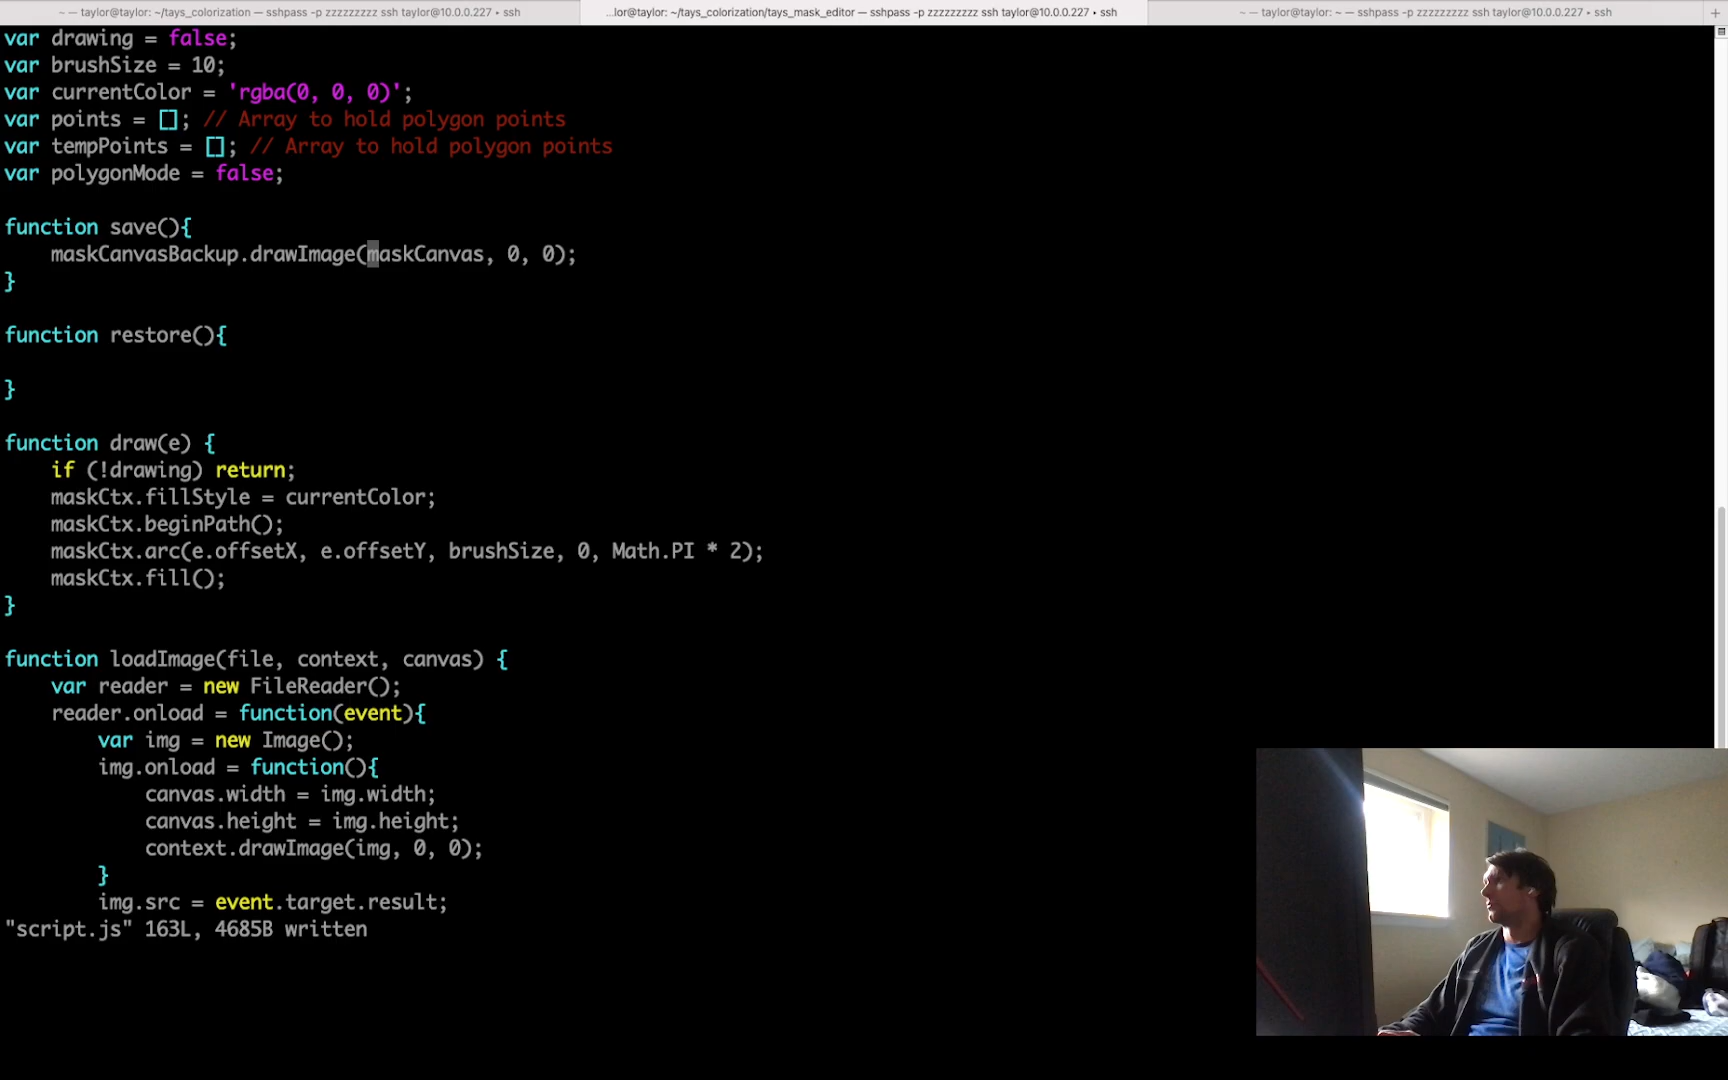 ~ — taylor@taylor: ~/tays_colorization — sshpass -p zzzzzzzzz ssh taylor@10.0.0.227 • ssh
...lor@taylor: ~/tays_colorization/tays_mask_editor — sshpass -p zzzzzzzzz ssh taylor@10.0.0.227 • ssh
~ — taylor@taylor: ~ — sshpass -p zzzzzzzzz ssh taylor@10.0.0.227 • ssh
+
var drawing = false;
var brushSize = 10;
var currentColor = 'rgba(0, 0, 0)';
var points = []; // Array to hold polygon points
var tempPoints = []; // Array to hold polygon points
var polygonMode = false;
function save(){
    maskCanvasBackup.drawImage(maskCanvas, 0, 0);
}
function restore(){
}
function draw(e) {
    if (!drawing) return;
    maskCtx.fillStyle = currentColor;
    maskCtx.beginPath();
    maskCtx.arc(e.offsetX, e.offsetY, brushSize, 0, Math.PI * 2);
    maskCtx.fill();
}
function loadImage(file, context, canvas) {
    var reader = new FileReader();
    reader.onload = function(event){
        var img = new Image();
        img.onload = function(){
            canvas.width = img.width;
            canvas.height = img.height;
            context.drawImage(img, 0, 0);
        }
        img.src = event.target.result;
"script.js" 163L, 4685B written